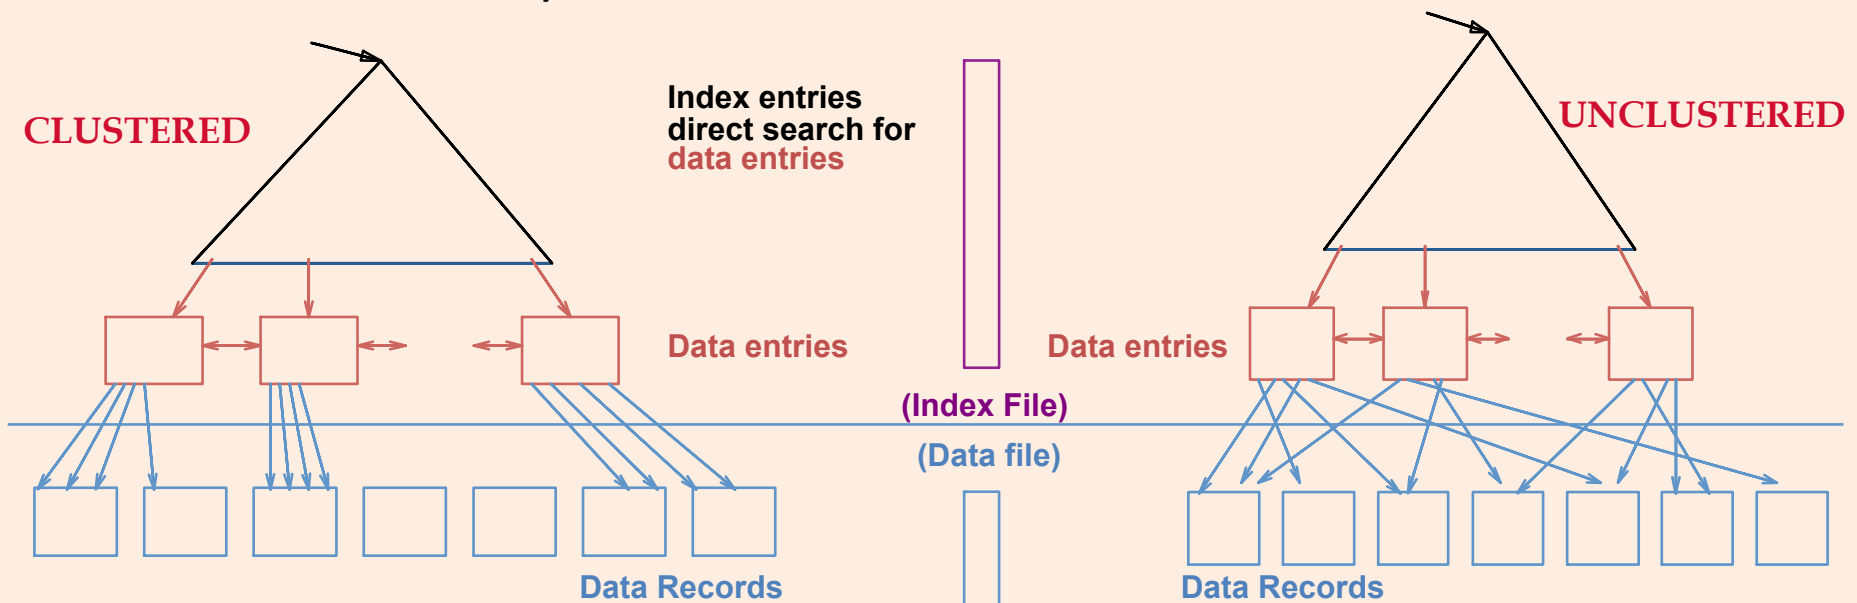 CLUSTERED
Index entries
direct search for
data entries
UNCLUSTERED
Data entries
Data entries
(Index File)
(Data file)
Data Records
Data Records